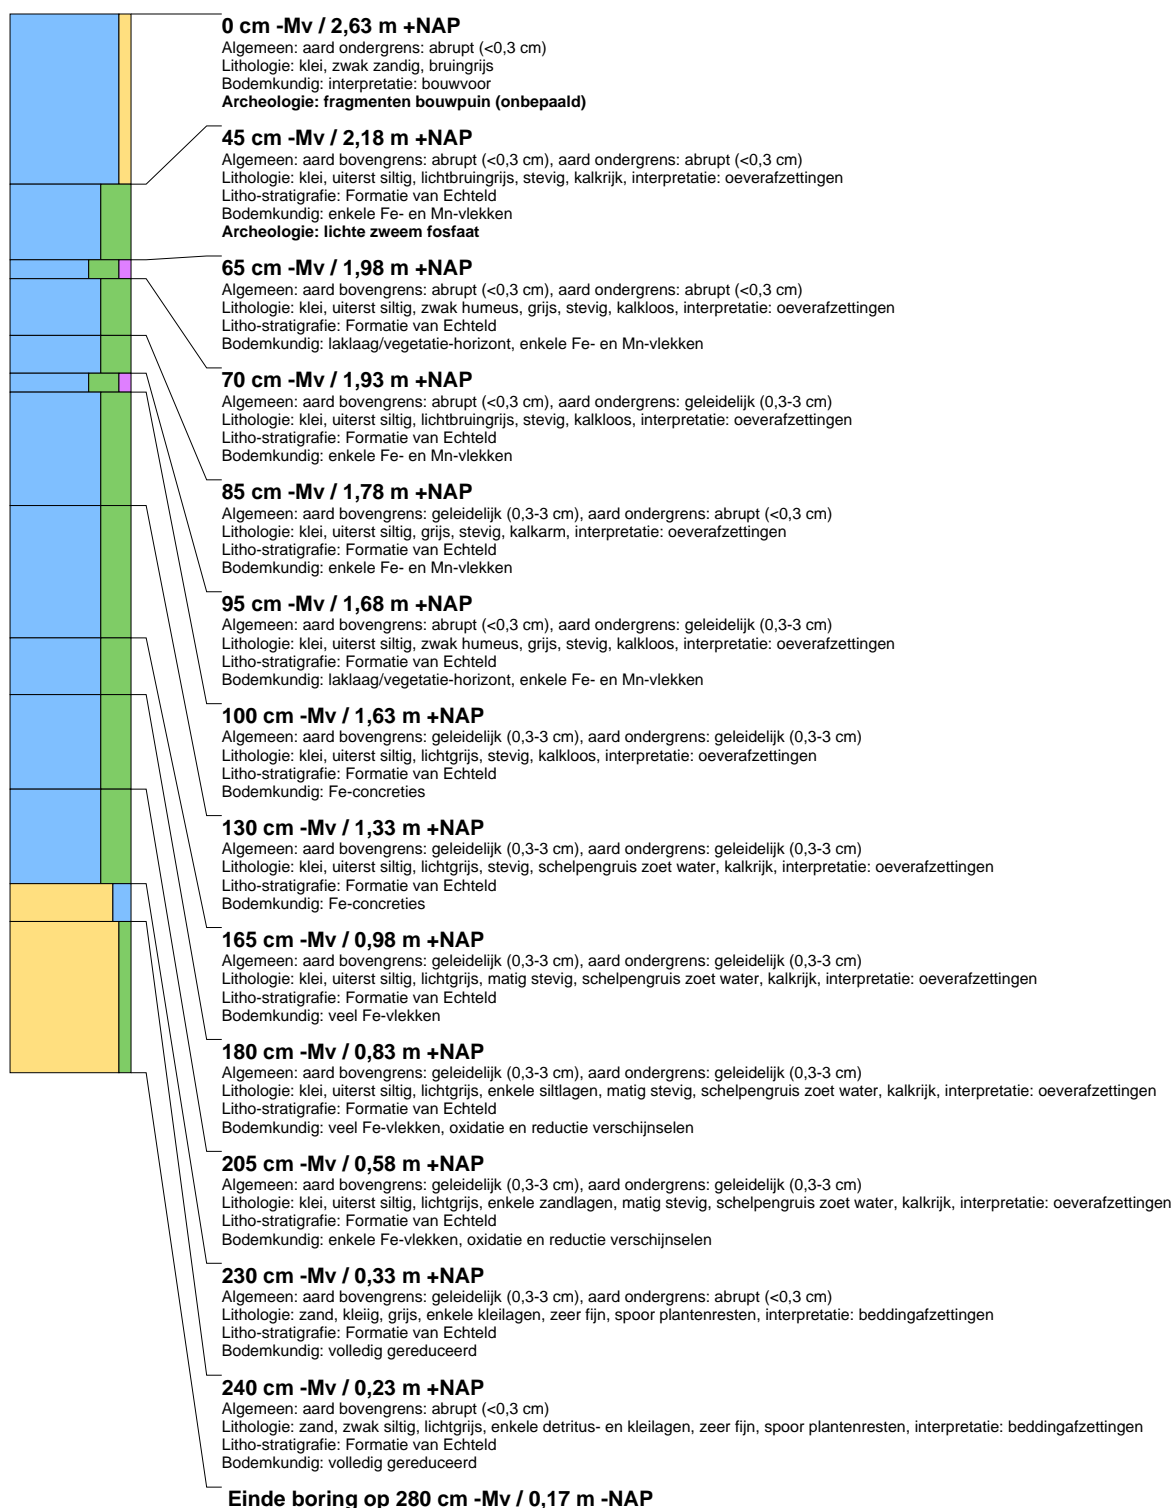 0 cm -Mv / 2,63 m +NAP
Algemeen: aard ondergrens: abrupt (<0,3 cm)
Lithologie: klei, zwak zandig, bruingrijs
Bodemkundig: interpretatie: bouwvoor
Archeologie: fragmenten bouwpuin (onbepaald)
45 cm -Mv / 2,18 m +NAP
Algemeen: aard bovengrens: abrupt (<0,3 cm), aard ondergrens: abrupt (<0,3 cm)
Lithologie: klei, uiterst siltig, lichtbruingrijs, stevig, kalkrijk, interpretatie: oeverafzettingen
Litho-stratigrafie: Formatie van Echteld
Bodemkundig: enkele Fe- en Mn-vlekken
Archeologie: lichte zweem fosfaat
65 cm -Mv / 1,98 m +NAP
Algemeen: aard bovengrens: abrupt (<0,3 cm), aard ondergrens: abrupt (<0,3 cm)
Lithologie: klei, uiterst siltig, zwak humeus, grijs, stevig, kalkloos, interpretatie: oeverafzettingen
Litho-stratigrafie: Formatie van Echteld
Bodemkundig: laklaag/vegetatie-horizont, enkele Fe- en Mn-vlekken
70 cm -Mv / 1,93 m +NAP
Algemeen: aard bovengrens: abrupt (<0,3 cm), aard ondergrens: geleidelijk (0,3-3 cm)
Lithologie: klei, uiterst siltig, lichtbruingrijs, stevig, kalkloos, interpretatie: oeverafzettingen
Litho-stratigrafie: Formatie van Echteld
Bodemkundig: enkele Fe- en Mn-vlekken
85 cm -Mv / 1,78 m +NAP
Algemeen: aard bovengrens: geleidelijk (0,3-3 cm), aard ondergrens: abrupt (<0,3 cm)
Lithologie: klei, uiterst siltig, grijs, stevig, kalkarm, interpretatie: oeverafzettingen
Litho-stratigrafie: Formatie van Echteld
Bodemkundig: enkele Fe- en Mn-vlekken
95 cm -Mv / 1,68 m +NAP
Algemeen: aard bovengrens: abrupt (<0,3 cm), aard ondergrens: geleidelijk (0,3-3 cm)
Lithologie: klei, uiterst siltig, zwak humeus, grijs, stevig, kalkloos, interpretatie: oeverafzettingen
Litho-stratigrafie: Formatie van Echteld
Bodemkundig: laklaag/vegetatie-horizont, enkele Fe- en Mn-vlekken
100 cm -Mv / 1,63 m +NAP
Algemeen: aard bovengrens: geleidelijk (0,3-3 cm), aard ondergrens: geleidelijk (0,3-3 cm)
Lithologie: klei, uiterst siltig, lichtgrijs, stevig, kalkloos, interpretatie: oeverafzettingen
Litho-stratigrafie: Formatie van Echteld
Bodemkundig: Fe-concreties
130 cm -Mv / 1,33 m +NAP
Algemeen: aard bovengrens: geleidelijk (0,3-3 cm), aard ondergrens: geleidelijk (0,3-3 cm)
Lithologie: klei, uiterst siltig, lichtgrijs, stevig, schelpengruis zoet water, kalkrijk, interpretatie: oeverafzettingen
Litho-stratigrafie: Formatie van Echteld
Bodemkundig: Fe-concreties
165 cm -Mv / 0,98 m +NAP
Algemeen: aard bovengrens: geleidelijk (0,3-3 cm), aard ondergrens: geleidelijk (0,3-3 cm)
Lithologie: klei, uiterst siltig, lichtgrijs, matig stevig, schelpengruis zoet water, kalkrijk, interpretatie: oeverafzettingen
Litho-stratigrafie: Formatie van Echteld
Bodemkundig: veel Fe-vlekken
180 cm -Mv / 0,83 m +NAP
Algemeen: aard bovengrens: geleidelijk (0,3-3 cm), aard ondergrens: geleidelijk (0,3-3 cm)
Lithologie: klei, uiterst siltig, lichtgrijs, enkele siltlagen, matig stevig, schelpengruis zoet water, kalkrijk, interpretatie: oeverafzettingen
Litho-stratigrafie: Formatie van Echteld
Bodemkundig: veel Fe-vlekken, oxidatie en reductie verschijnselen
205 cm -Mv / 0,58 m +NAP
Algemeen: aard bovengrens: geleidelijk (0,3-3 cm), aard ondergrens: geleidelijk (0,3-3 cm)
Lithologie: klei, uiterst siltig, lichtgrijs, enkele zandlagen, matig stevig, schelpengruis zoet water, kalkrijk, interpretatie: oeverafzettingen
Litho-stratigrafie: Formatie van Echteld
Bodemkundig: enkele Fe-vlekken, oxidatie en reductie verschijnselen
230 cm -Mv / 0,33 m +NAP
Algemeen: aard bovengrens: geleidelijk (0,3-3 cm), aard ondergrens: abrupt (<0,3 cm)
Lithologie: zand, kleiig, grijs, enkele kleilagen, zeer fijn, spoor plantenresten, interpretatie: beddingafzettingen
Litho-stratigrafie: Formatie van Echteld
Bodemkundig: volledig gereduceerd
240 cm -Mv / 0,23 m +NAP
Algemeen: aard bovengrens: abrupt (<0,3 cm)
Lithologie: zand, zwak siltig, lichtgrijs, enkele detritus- en kleilagen, zeer fijn, spoor plantenresten, interpretatie: beddingafzettingen
Litho-stratigrafie: Formatie van Echteld
Bodemkundig: volledig gereduceerd
Einde boring op 280 cm -Mv / 0,17 m -NAP